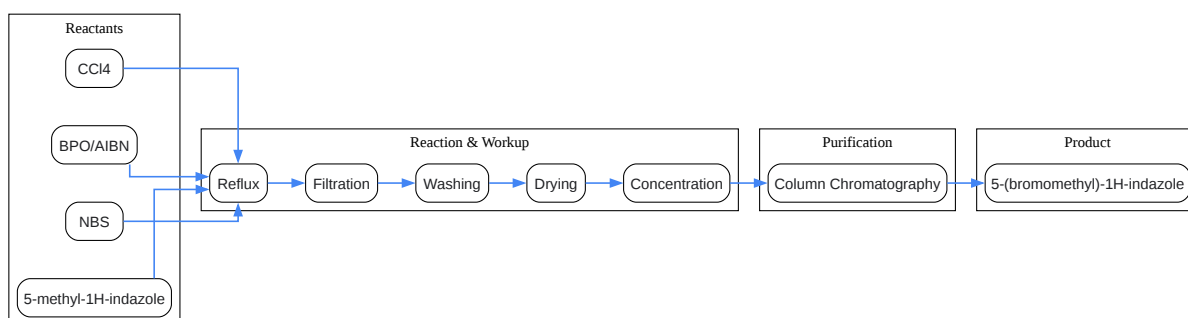 Reactants
CCl4
BPO/AIBN
NBS
5-methyl-1H-indazole
Reaction & Workup
Reflux
Filtration
Washing
Drying
Concentration
Purification
Column Chromatography
Product
5-(bromomethyl)-1H-indazole